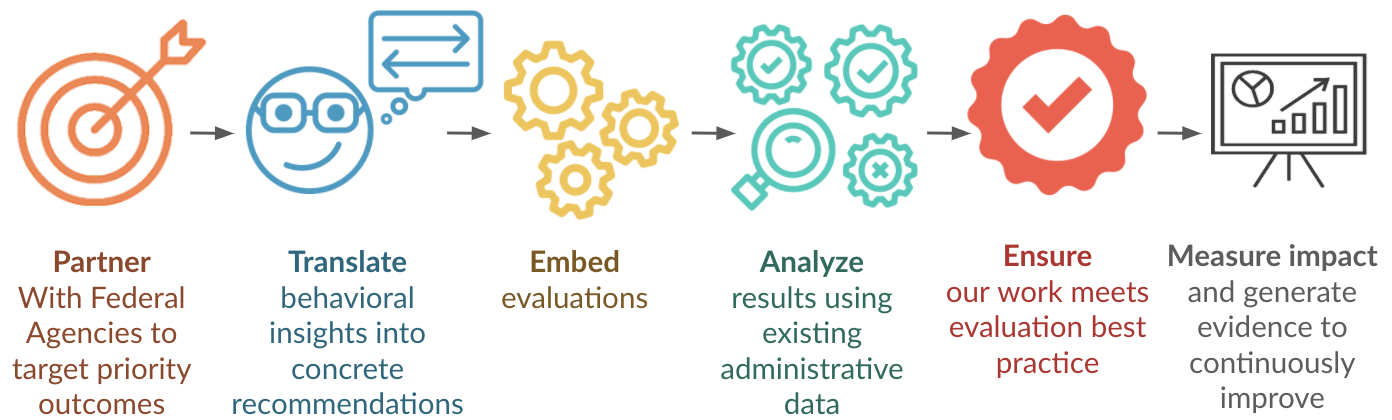 Partner
With Federal
Agencies to
target priority
outcomes
Translate
behavioral
insights into
concrete
recommendations
Embed
evaluations
Analyze
results using
existing
administrative
data
Ensure
our work meets
evaluation best
practice
Measure impact
and generate
evidence to
continuously
improve